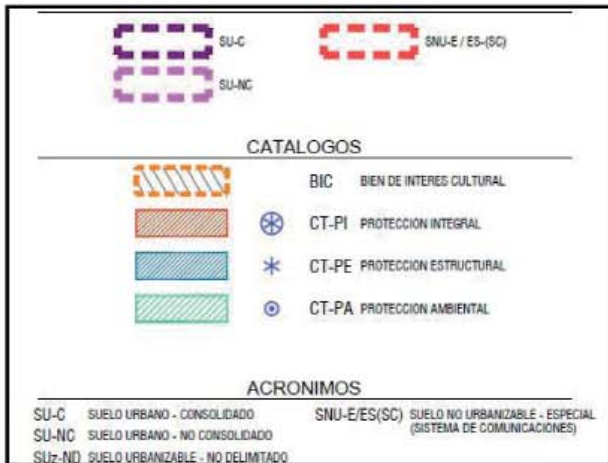 SU-C SNU-E / ES-(SC)
SU-NC
CATALOGOS
BIC BIEN DE INTERES CULTURAL
CT-PI PROTECCION INTEGRAL
CT-PE PROTECCION ESTRUCTURAL
CT-PA PROTECCION AMBIENTAL
ACRONIMOS
SU-C SUELO URBANO - CONSOLIDADO SNU-E/ES(SC) SUELO NO URBANIZABLE - ESPECIAL
(SISTEMA DE COMUNICACIONES)
SU-NC SUELO URBANO - NO CONSOLIDADO
SUz-ND SUELO URBANIZABLE - NO DELIMITADO